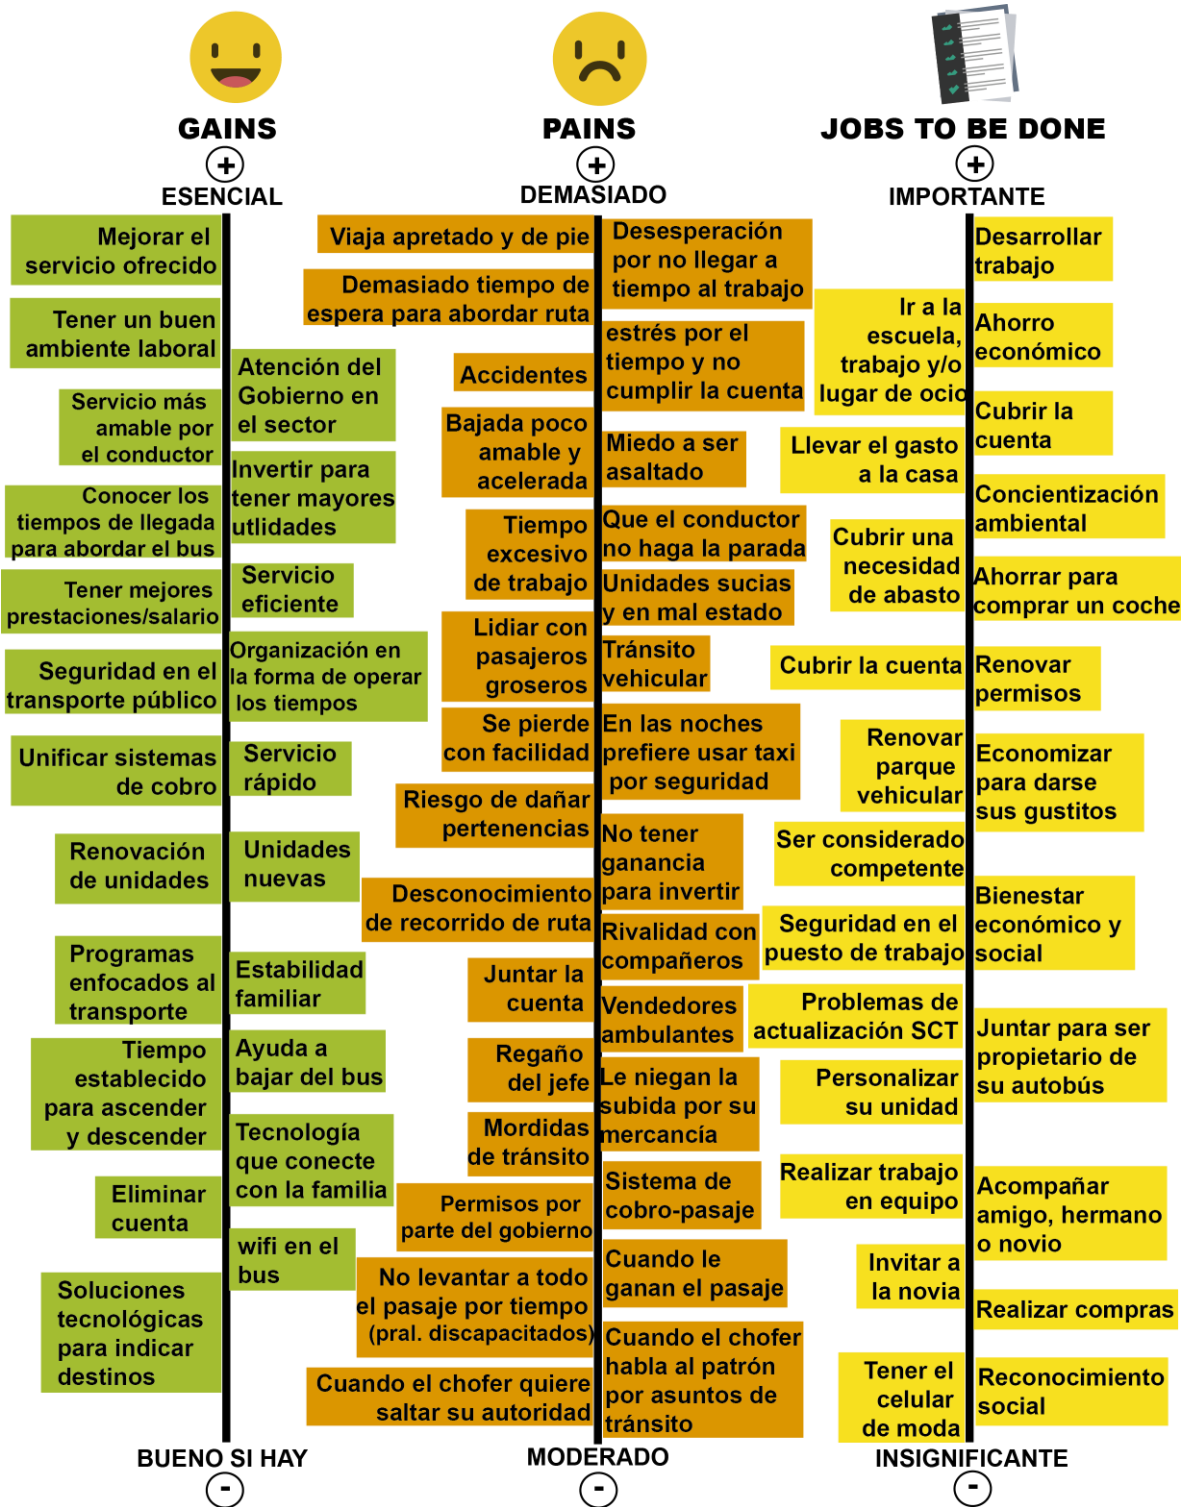 GAINS
+
ESENCIAL
Mejorar el
servicio ofrecido
Tener un buen
ambiente laboral
Atención del
Gobierno en
el sector
Servicio más
amable por
el conductor
Invertir para
tener mayores
utlidades
Conocer los
tiempos de llegada
para abordar el bus
Servicio
eficiente
Tener mejores
prestaciones/salario
Organización en
la forma de operar
los tiempos
Seguridad en el
transporte público
Unificar sistemas
de cobro
Servicio
rápido
Renovación
de unidades
Unidades
nuevas
Programas
enfocados al
transporte
Estabilidad
familiar
Tiempo
establecido
para ascender
y descender
Ayuda a
bajar del bus
Tecnología
que conecte
con la familia
Eliminar
cuenta
wifi en el
bus
Soluciones
tecnológicas
para indicar
destinos
BUENO SI HAY
-
PAINS
+
DEMASIADO
Viaja apretado y de pie
Desesperación
por no llegar a
tiempo al trabajo
Demasiado tiempo de
espera para abordar ruta
estrés por el
tiempo y no
cumplir la cuenta
Accidentes
Bajada poco
amable y
acelerada
Miedo a ser
asaltado
Tiempo
excesivo
de trabajo
Que el conductor
no haga la parada
Unidades sucias
y en mal estado
Lidiar con
pasajeros
groseros
Tránsito
vehicular
Se pierde
con facilidad
En las noches
prefiere usar taxi
por seguridad
Riesgo de dañar
pertenencias
No tener
ganancia
para invertir
Desconocimiento
de recorrido de ruta
Rivalidad con
compañeros
Juntar la
cuenta
Vendedores
ambulantes
Regaño
del jefe
Le niegan la
subida por su
mercancía
Mordidas
de tránsito
Sistema de
cobro-pasaje
Permisos por
parte del gobierno
Cuando le
ganan el pasaje
No levantar a todo
el pasaje por tiempo
(pral. discapacitados)
Cuando el chofer
habla al patrón
por asuntos de
tránsito
Cuando el chofer quiere
saltar su autoridad
MODERADO
-
JOBS TO BE DONE
+
IMPORTANTE
Desarrollar
trabajo
Ir a la
escuela,
trabajo y/o
lugar de ocio
Ahorro
económico
Cubrir la
cuenta
Llevar el gasto
a la casa
Concientización
ambiental
Cubrir una
necesidad
de abasto
Ahorrar para
comprar un coche
Cubrir la cuenta
Renovar
permisos
Renovar
parque
vehicular
Economizar
para darse
sus gustitos
Ser considerado
competente
Bienestar
económico y
social
Seguridad en el
puesto de trabajo
Problemas de
actualización SCT
Juntar para ser
propietario de
su autobús
Personalizar
su unidad
Realizar trabajo
en equipo
Acompañar
amigo, hermano
o novio
Invitar a
la novia
Realizar compras
Tener el
celular
de moda
Reconocimiento
social
INSIGNIFICANTE
-